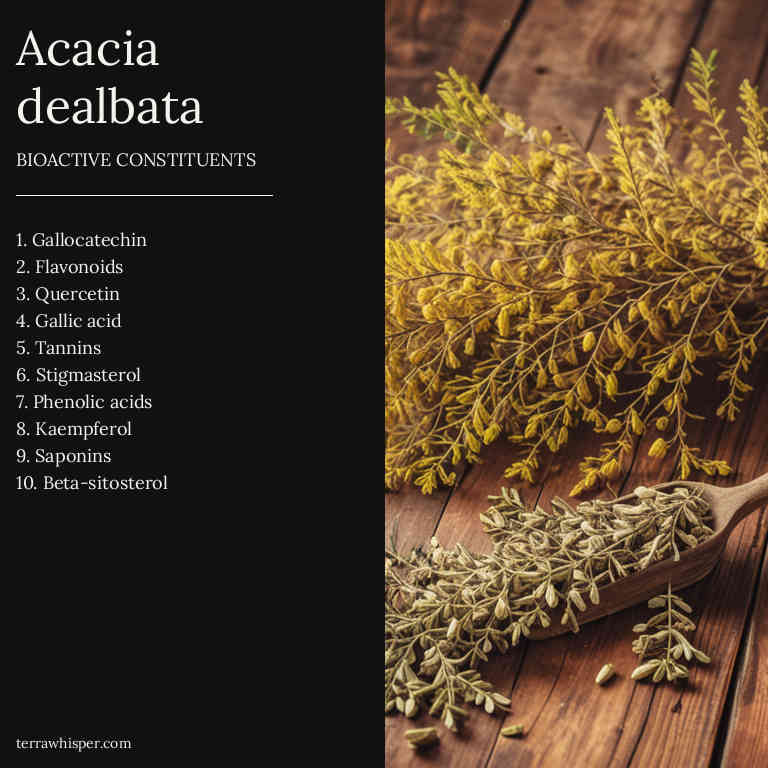 Acacia
dealbata
BIOACTIVE CONSTITUENTS
1. Gallocatechin
2. Flavonoids
3. Quercetin
4. Gallic acid
5. Tannins
6. Stigmasterol
7. Phenolic acids
8. Kaempferol
9. Saponins
10. Beta-sitosterol
terrawhisper.com